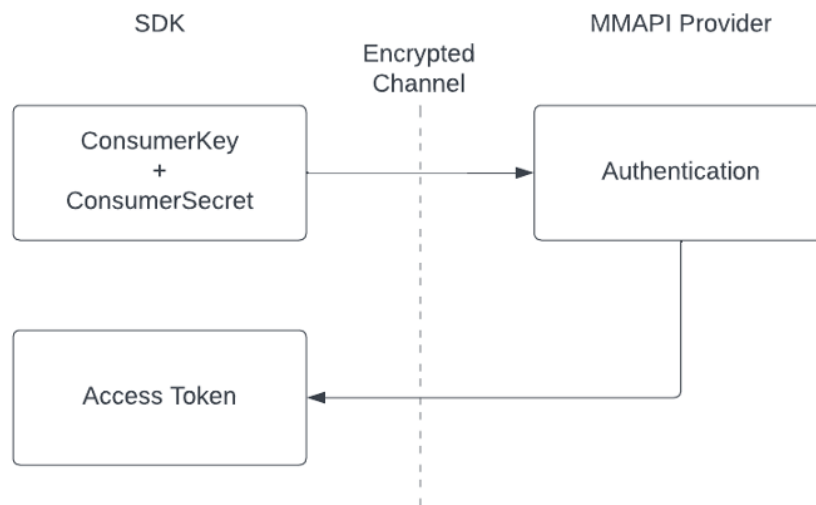 SDK
MMAPI Provider
Encrypted
Channel
ConsumerKey
+
ConsumerSecret
Authentication
Access Token